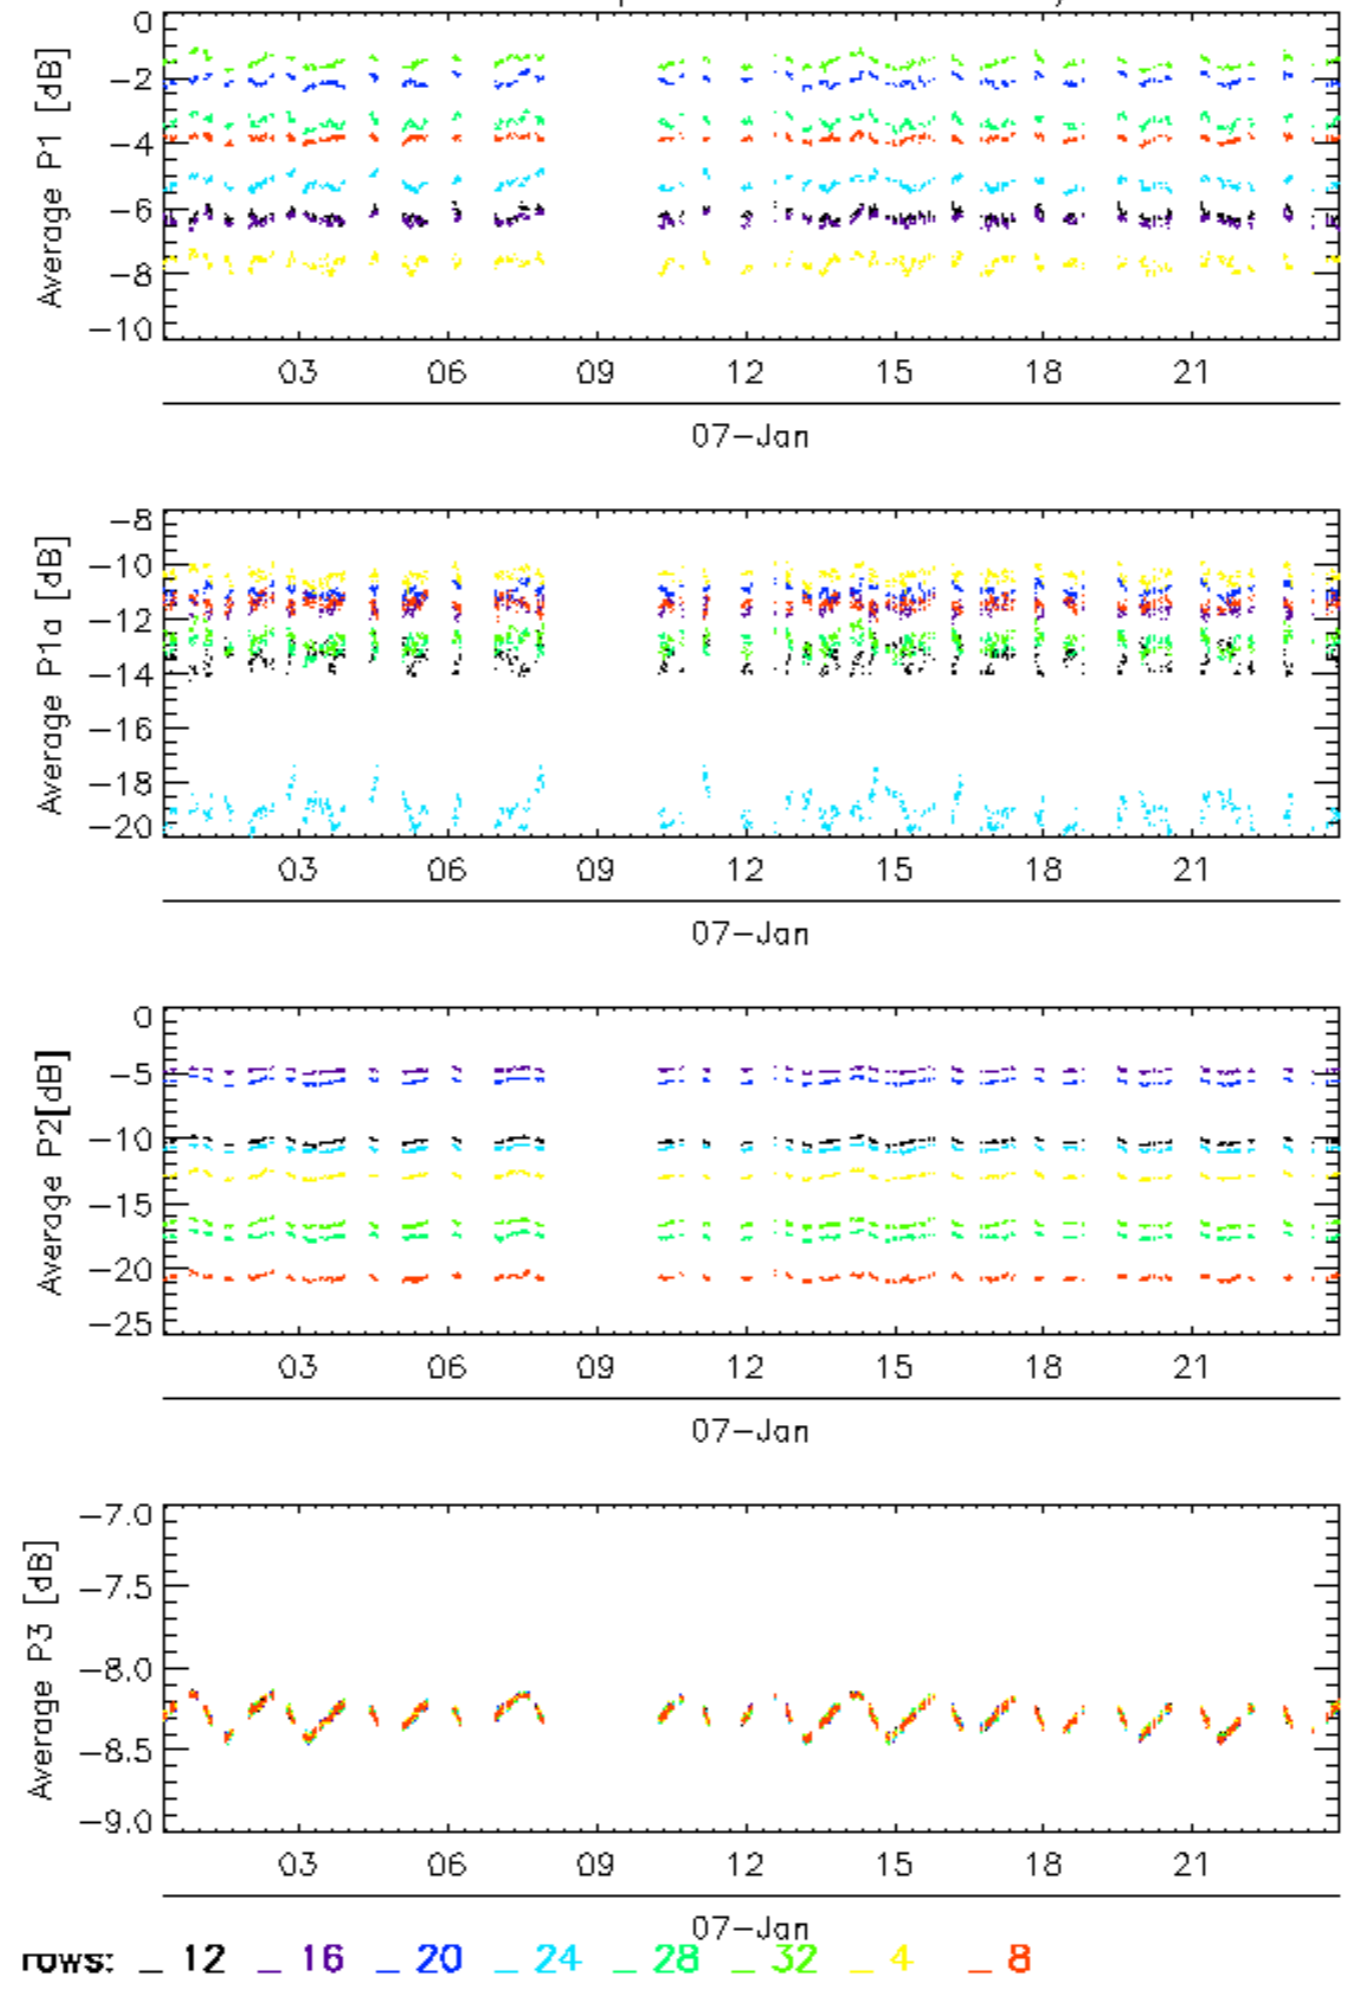 0
−2
−4
−6
−8
−10
Average P1 [dB]
03 06 09 12 15 18 21
07−Jan
−8
−10
−12
−14
−16
−18
−20
Average P1a [dB]
03 06 09 12 15 18 21
07−Jan
0
−5
−10
−15
−20
−25
Average P2[dB]
03 06 09 12 15 18 21
07−Jan
−7.0
−7.5
−8.0
−8.5
−9.0
Average P3 [dB]
03 06 09 12 15 18 21
07−Jan
rows: _ 12 _ 16 _ 20 _ 24 _ 28 _ 32 _ 4 _ 8